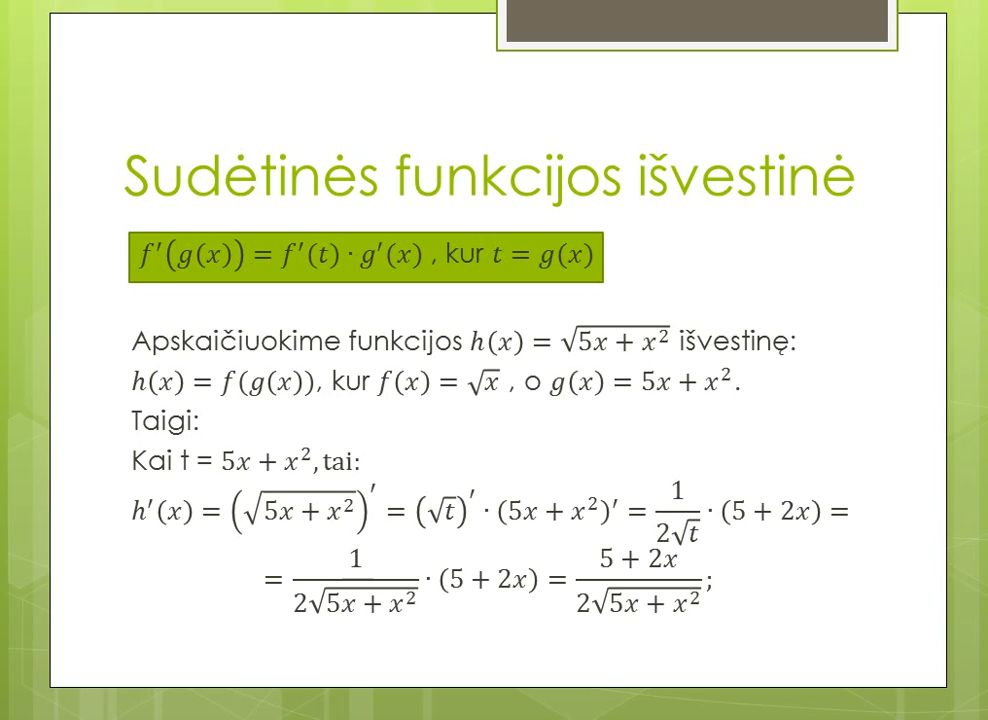 Sudėtinės funkcijos išvestinė
f′(g(x)) = f′(t) · g′(x) , kur t = g(x)
Apskaičiuokime funkcijos h(x) = √(5x + x²) išvestinę:
h(x) = f(g(x)), kur f(x) = √x , o g(x) = 5x + x².
Taigi:
Kai t = 5x + x², tai:
h′(x) = (√(5x + x²))′ = (√t)′ · (5x + x²)′ = 1/(2√t) · (5 + 2x) =
= 1/(2√(5x + x²)) · (5 + 2x) = (5 + 2x)/(2√(5x + x²));